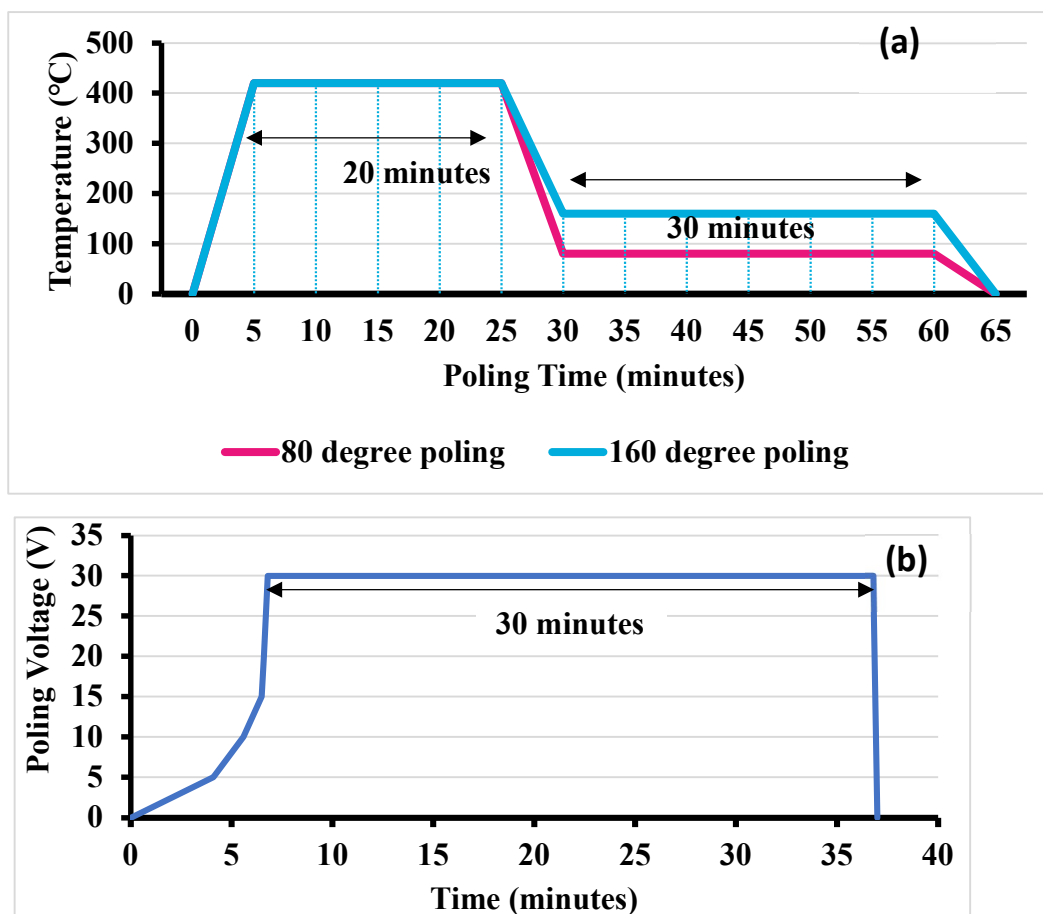 (a)
Temperature (°C)
500
400
300
200
100
0
20 minutes
30 minutes
0 5 10 15 20 25 30 35 40 45 50 55 60 65
Poling Time (minutes)
80 degree poling 160 degree poling
(b)
Poling Voltage (V)
35
30
25
20
15
10
5
0
30 minutes
0 5 10 15 20 25 30 35 40
Time (minutes)